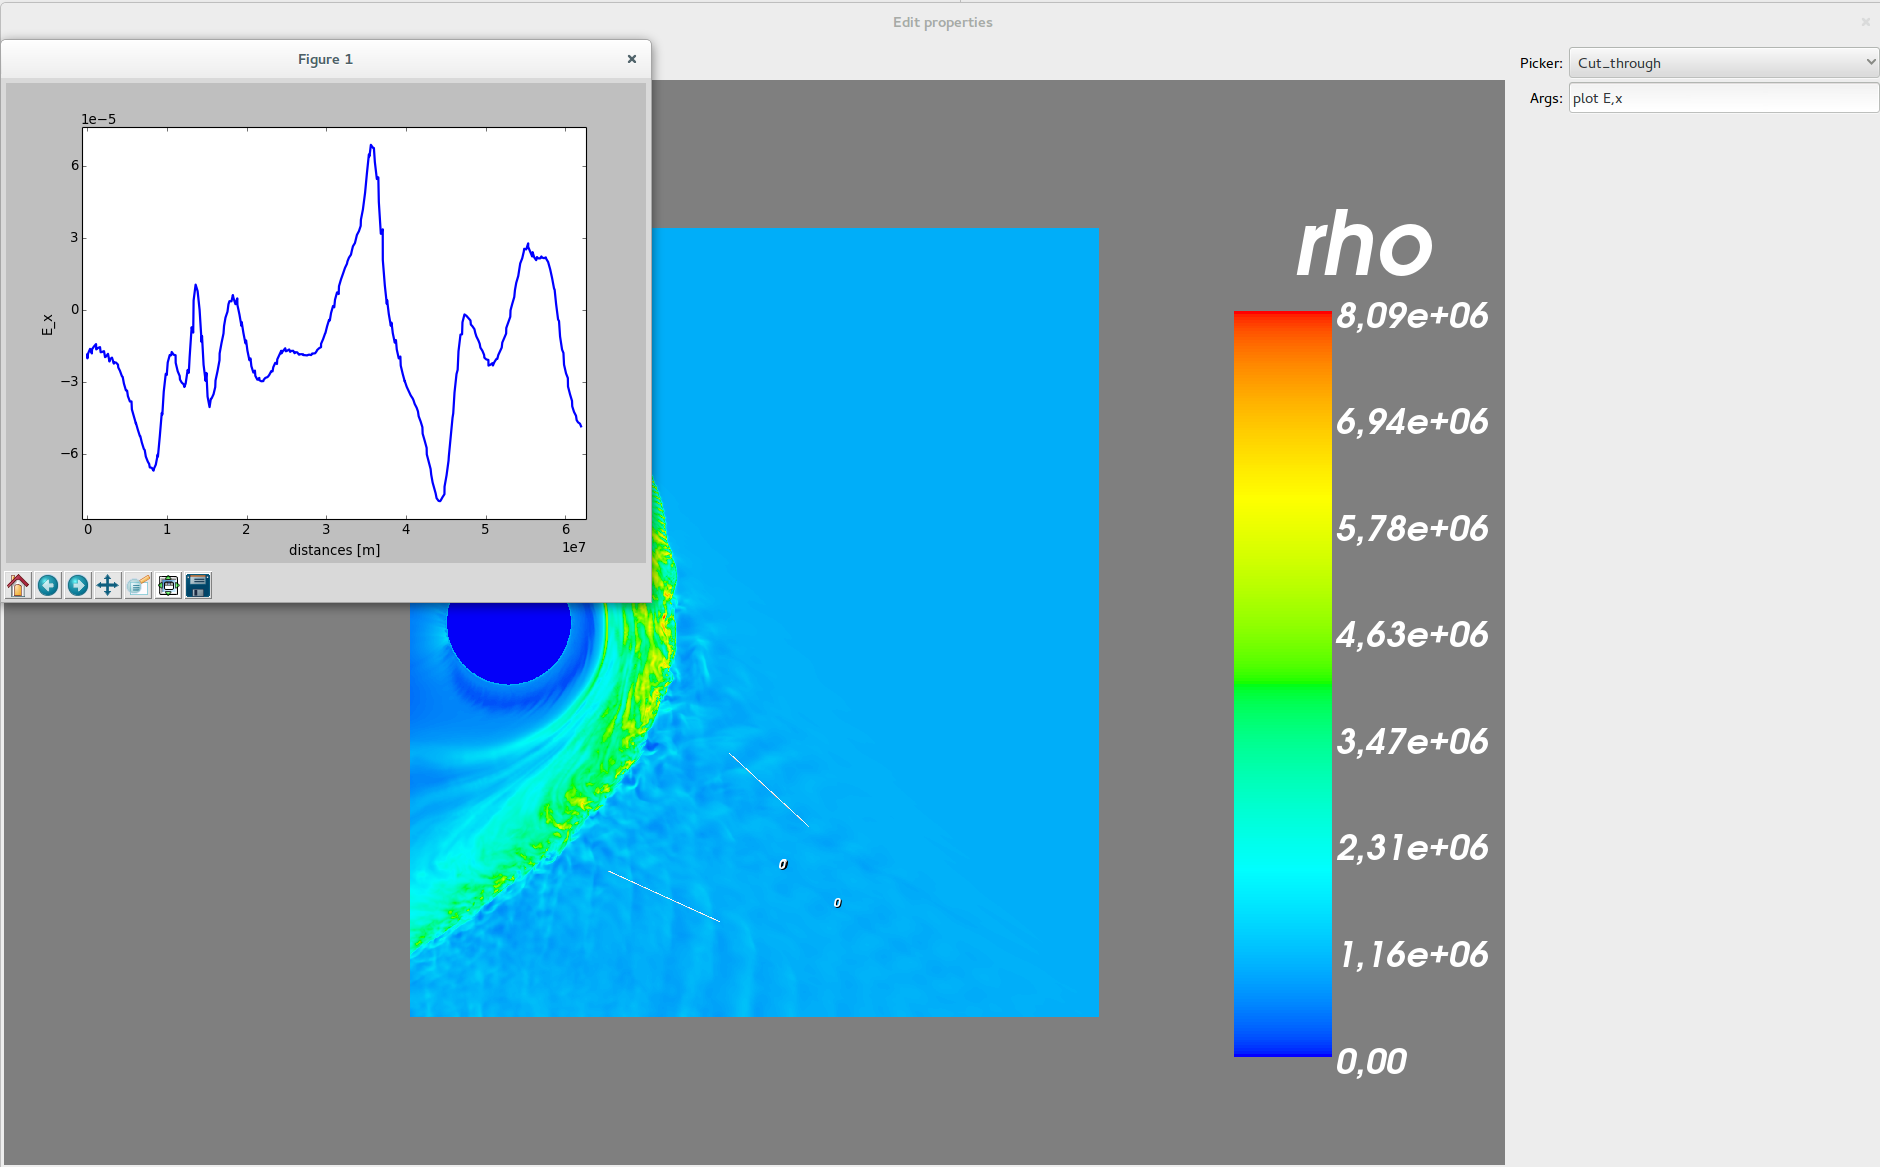 Edit properties
Figure 1
Picker: Cut_through
Args: plot E,x
1e−5
6
3
0
−3
−6
E_x
0 1 2 3 4 5 6
1e7
distances [m]
rho
8,09e+06
6,94e+06
5,78e+06
4,63e+06
3,47e+06
2,31e+06
1,16e+06
0,00
0
0